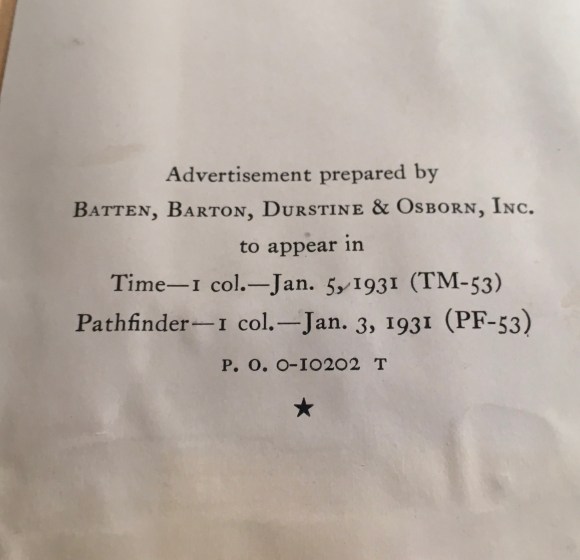 Advertisement prepared by
BATTEN, BARTON, DURSTINE & OSBORN, INC.
to appear in
Time—1 col.—Jan. 5, 1931 (TM-53)
Pathfinder—1 col.—Jan. 3, 1931 (PF-53)
P. O. 0-10202 T
★